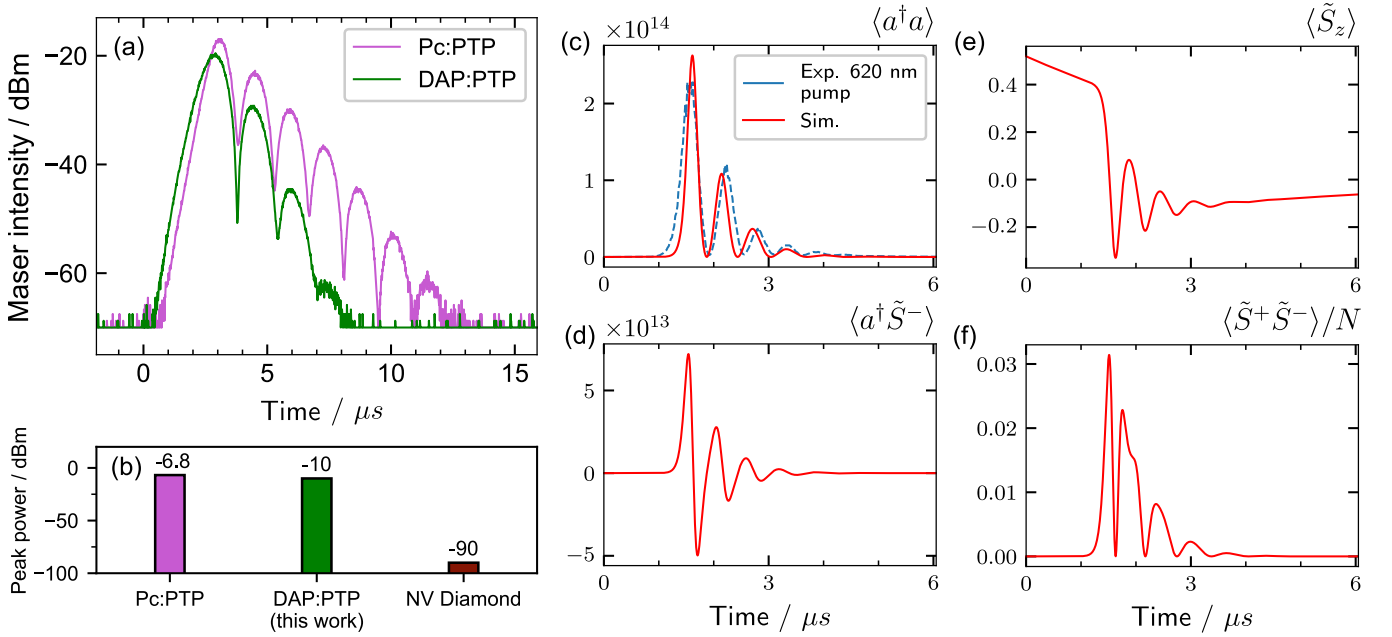 (a)
Pc:PTP
DAP:PTP
Maser intensity / dBm
−20
−40
−60
0
5
10
15
Time / μs
(b)
Peak power / dBm
0
−50
−100
-6.8
-10
-90
Pc:PTP
DAP:PTP
(this work)
NV Diamond
(c)
×10¹⁴
⟨a†a⟩
Exp. 620 nm
pump
Sim.
2
1
0
0
3
6
(d)
×10¹³
⟨a†S̃⁻⟩
5
0
−5
0
3
6
Time / μs
(e)
⟨S̃z⟩
0.4
0.0
−0.2
0
3
6
(f)
⟨S̃⁺S̃⁻⟩/N
0.03
0.02
0.01
0.00
0
3
6
Time / μs